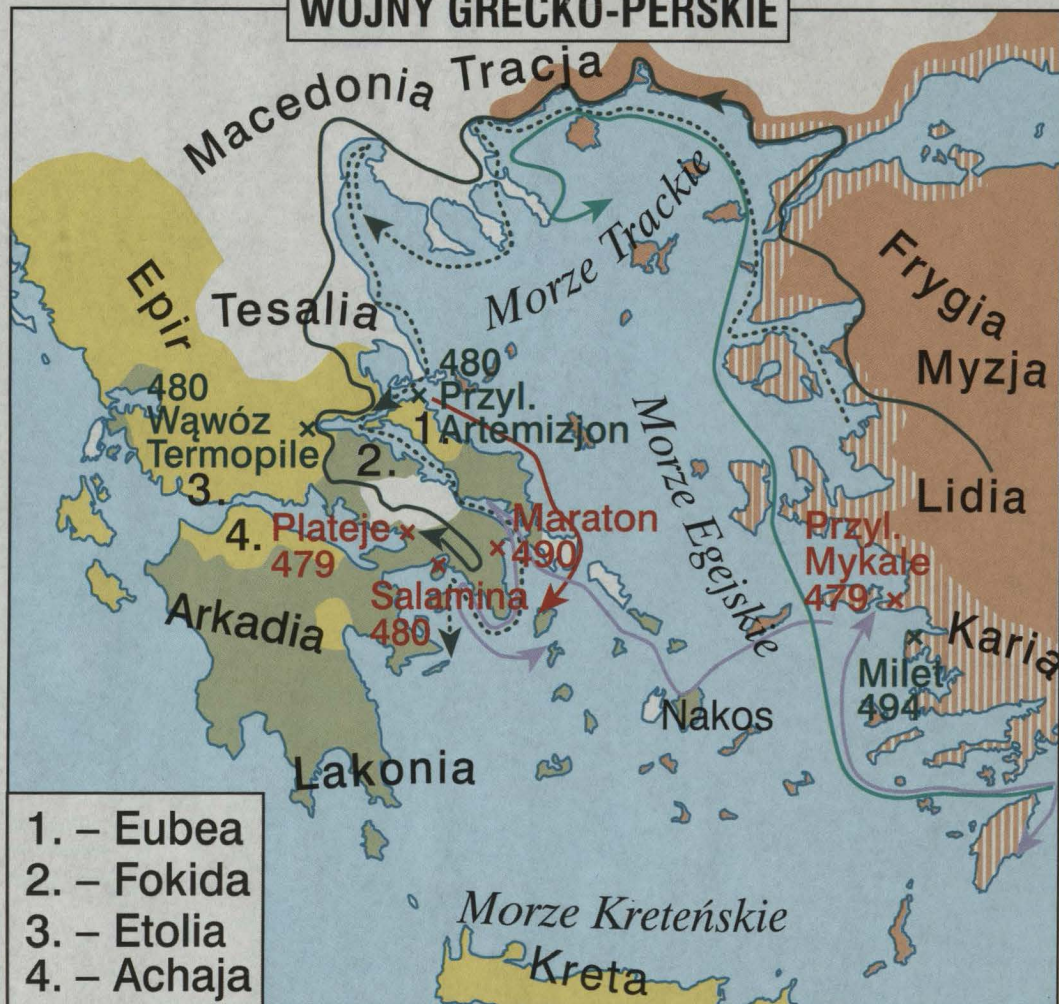 WOJNY GRECKO-PERSKIE
Macedonia
Tracja
Morze Trackie
Frygia
Epir
Tesalia
Myzja
480
Wąwóz
Termopile
480
Przyl.
Artemizjon
1.
2.
3.
4.
Morze Egejskie
Lidia
Plateje
479
Maraton
490
Przyl.
Mykale
479
Salamina
480
Arkadia
Karia
Milet
494
Nakos
Lakonia
1. – Eubea
2. – Fokida
3. – Etolia
4. – Achaja
Morze Kreteńskie
Kreta